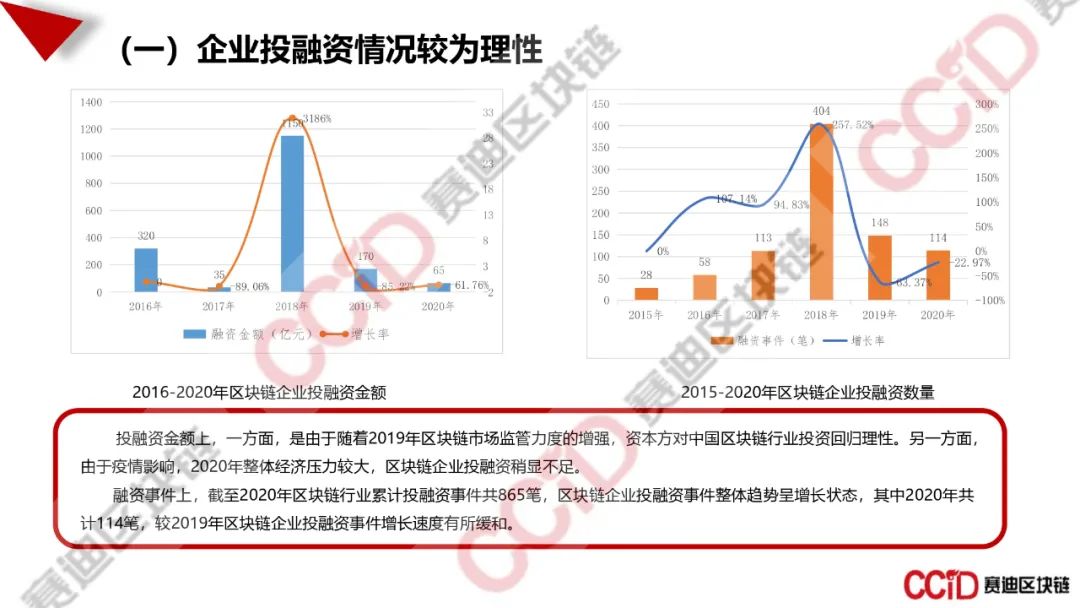 （一）企业投融资情况较为理性
1400
1200
1000
800
600
400
200
0
33
28
23
18
13
8
3
-2
320
35
1150
170
65
0
89.06%
3186%
85.22%
61.76%
2016年
2017年
2018年
2019年
2020年
融资金额（亿元）
增长率
2016-2020年区块链企业投融资金额
450
400
350
300
250
200
150
100
50
0
300%
250%
200%
150%
100%
50%
0%
-50%
-100%
28
58
113
404
148
114
0%
107.14%
94.83%
257.52%
-63.37%
-22.97%
2015年
2016年
2017年
2018年
2019年
2020年
融资事件（笔）
增长率
2015-2020年区块链企业投融资数量
投融资金额上，一方面，是由于随着2019年区块链市场监管力度的增强，资本方对中国区块链行业投资回归理性。另一方面，
由于疫情影响，2020年整体经济压力较大，区块链企业投融资稍显不足。
融资事件上，截至2020年区块链行业累计投融资事件共865笔，区块链企业投融资事件整体趋势呈增长状态，其中2020年共
计114笔，较2019年区块链企业投融资事件增长速度有所缓和。
CCiD 赛迪区块链
CCiD 赛迪区块链
CCiD 赛迪区块链
CCiD 赛迪区块链
赛迪区块链